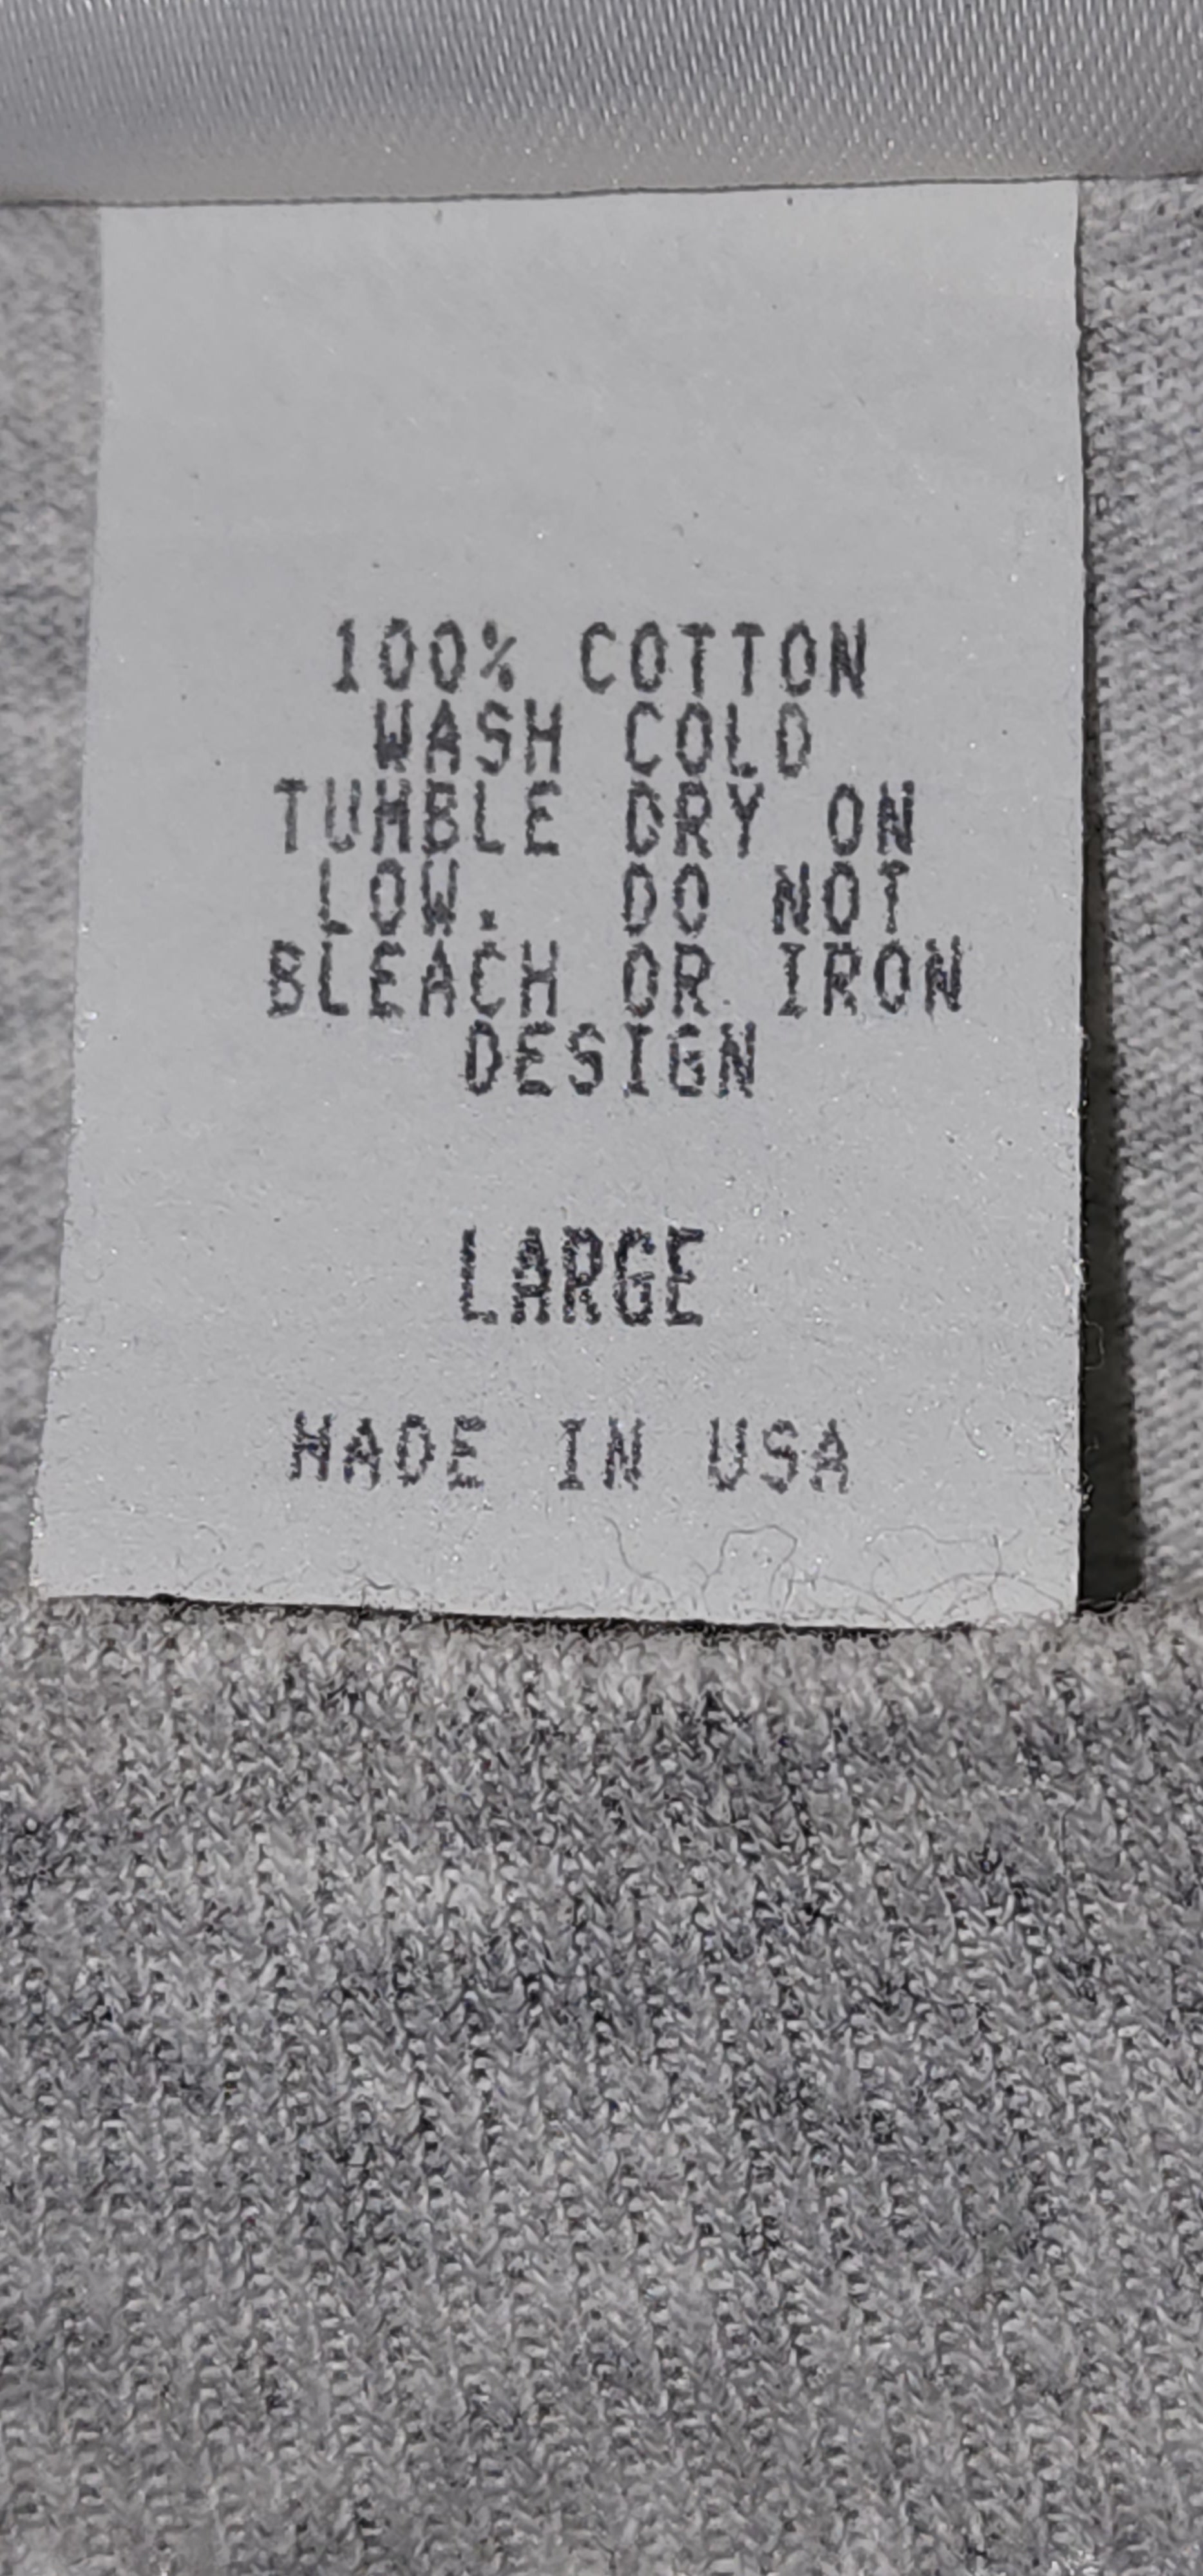 100% COTTON
WASH COLD
TUMBLE DRY ON
LOW. DO NOT
BLEACH OR IRON
DESIGN
LARGE
MADE IN USA